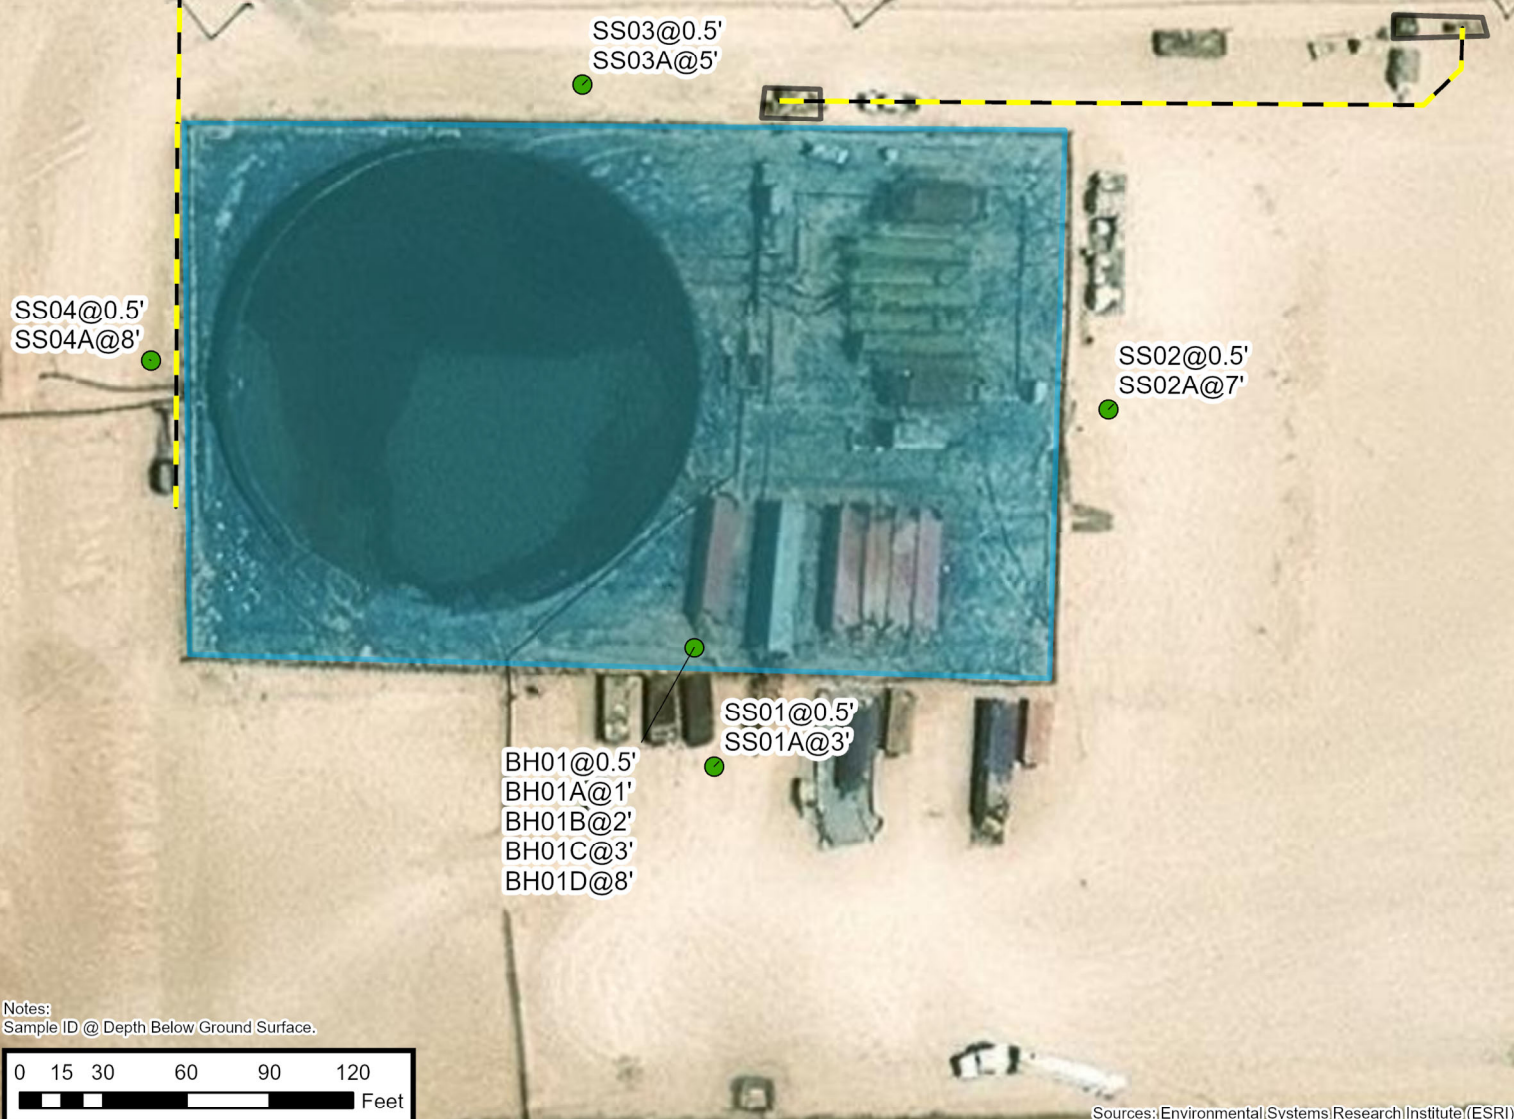 SS03@0.5'
SS03A@5'
SS04@0.5'
SS04A@8'
SS02@0.5'
SS02A@7'
SS01@0.5'
SS01A@3'
BH01@0.5'
BH01A@1'
BH01B@2'
BH01C@3'
BH01D@8'
Notes:
Sample ID @ Depth Below Ground Surface.
0 15 30 60 90 120
Feet
Sources: Environmental Systems Research Institute (ESRI)